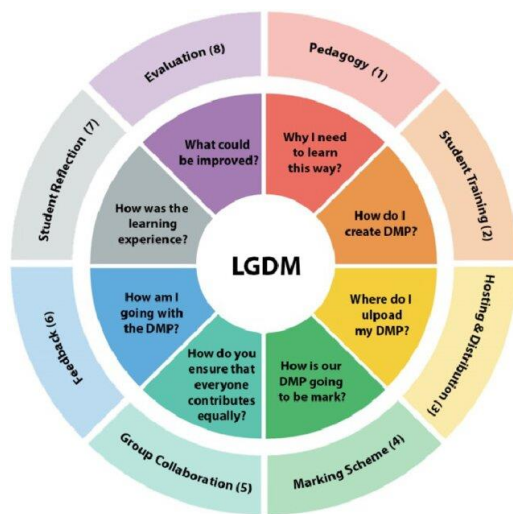 Pedagogy (1)
Student Training (2)
Hosting & Distribution (3)
Marking Scheme (4)
Group Collaboration (5)
Feedback (6)
Student Reflection (7)
Evaluation (8)
Why I need
to learn
this way?
How do I
create DMP?
Where do I
ulpoad
my DMP?
How is our
DMP going
to be mark?
How do you
ensure that
everyone
contributes
equally?
How am I
going with
the DMP?
How was the
learning
experience?
What could
be improved?
LGDM